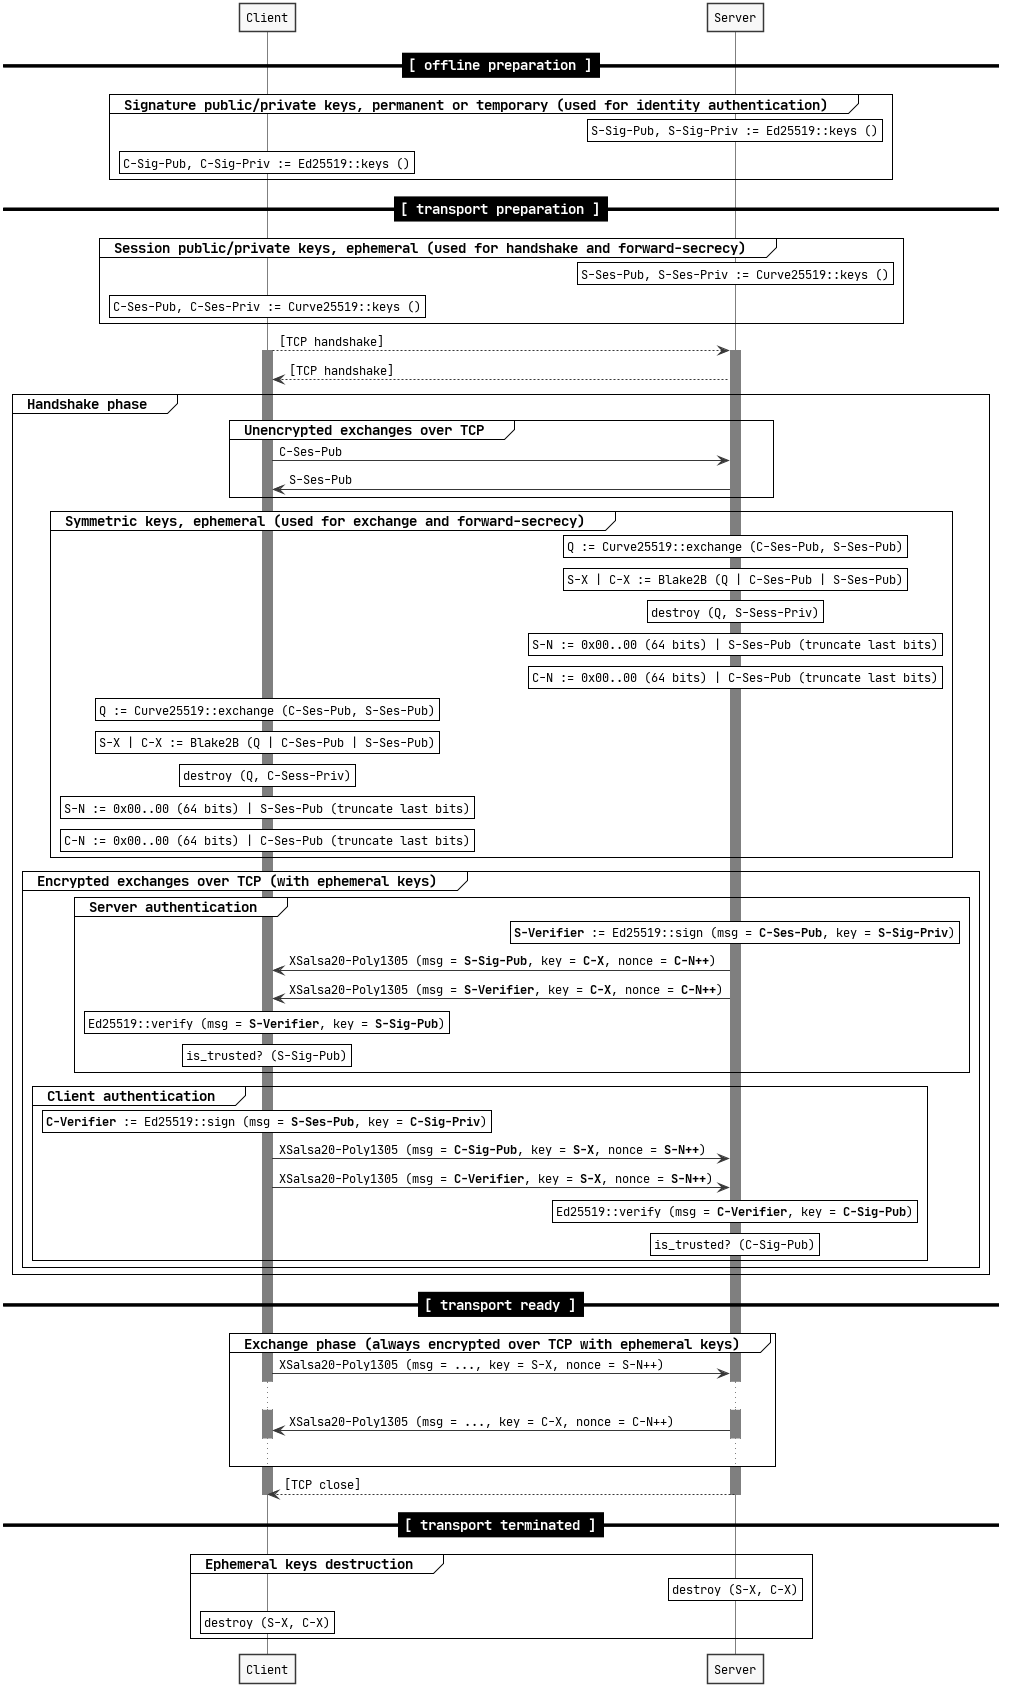 Client Server
[ offline preparation ]
Signature public/private keys, permanent or temporary (used for identity authentication)
S-Sig-Pub, S-Sig-Priv := Ed25519::keys ()
C-Sig-Pub, C-Sig-Priv := Ed25519::keys ()
[ transport preparation ]
Session public/private keys, ephemeral (used for handshake and forward-secrecy)
S-Ses-Pub, S-Ses-Priv := Curve25519::keys ()
C-Ses-Pub, C-Ses-Priv := Curve25519::keys ()
[TCP handshake]
[TCP handshake]
Handshake phase
Unencrypted exchanges over TCP
C-Ses-Pub
S-Ses-Pub
Symmetric keys, ephemeral (used for exchange and forward-secrecy)
Q := Curve25519::exchange (C-Ses-Pub, S-Ses-Pub)
S-X | C-X := Blake2B (Q | C-Ses-Pub | S-Ses-Pub)
destroy (Q, S-Sess-Priv)
S-N := 0x00..00 (64 bits) | S-Ses-Pub (truncate last bits)
C-N := 0x00..00 (64 bits) | C-Ses-Pub (truncate last bits)
Q := Curve25519::exchange (C-Ses-Pub, S-Ses-Pub)
S-X | C-X := Blake2B (Q | C-Ses-Pub | S-Ses-Pub)
destroy (Q, C-Sess-Priv)
S-N := 0x00..00 (64 bits) | S-Ses-Pub (truncate last bits)
C-N := 0x00..00 (64 bits) | C-Ses-Pub (truncate last bits)
Encrypted exchanges over TCP (with ephemeral keys)
Server authentication
S-Verifier := Ed25519::sign (msg = C-Ses-Pub, key = S-Sig-Priv)
XSalsa20-Poly1305 (msg = S-Sig-Pub, key = C-X, nonce = C-N++)
XSalsa20-Poly1305 (msg = S-Verifier, key = C-X, nonce = C-N++)
Ed25519::verify (msg = S-Verifier, key = S-Sig-Pub)
is_trusted? (S-Sig-Pub)
Client authentication
C-Verifier := Ed25519::sign (msg = S-Ses-Pub, key = C-Sig-Priv)
XSalsa20-Poly1305 (msg = C-Sig-Pub, key = S-X, nonce = S-N++)
XSalsa20-Poly1305 (msg = C-Verifier, key = S-X, nonce = S-N++)
Ed25519::verify (msg = C-Verifier, key = C-Sig-Pub)
is_trusted? (C-Sig-Pub)
[ transport ready ]
Exchange phase (always encrypted over TCP with ephemeral keys)
XSalsa20-Poly1305 (msg = ..., key = S-X, nonce = S-N++)
XSalsa20-Poly1305 (msg = ..., key = C-X, nonce = C-N++)
[TCP close]
[ transport terminated ]
Ephemeral keys destruction
destroy (S-X, C-X)
destroy (S-X, C-X)
Client Server